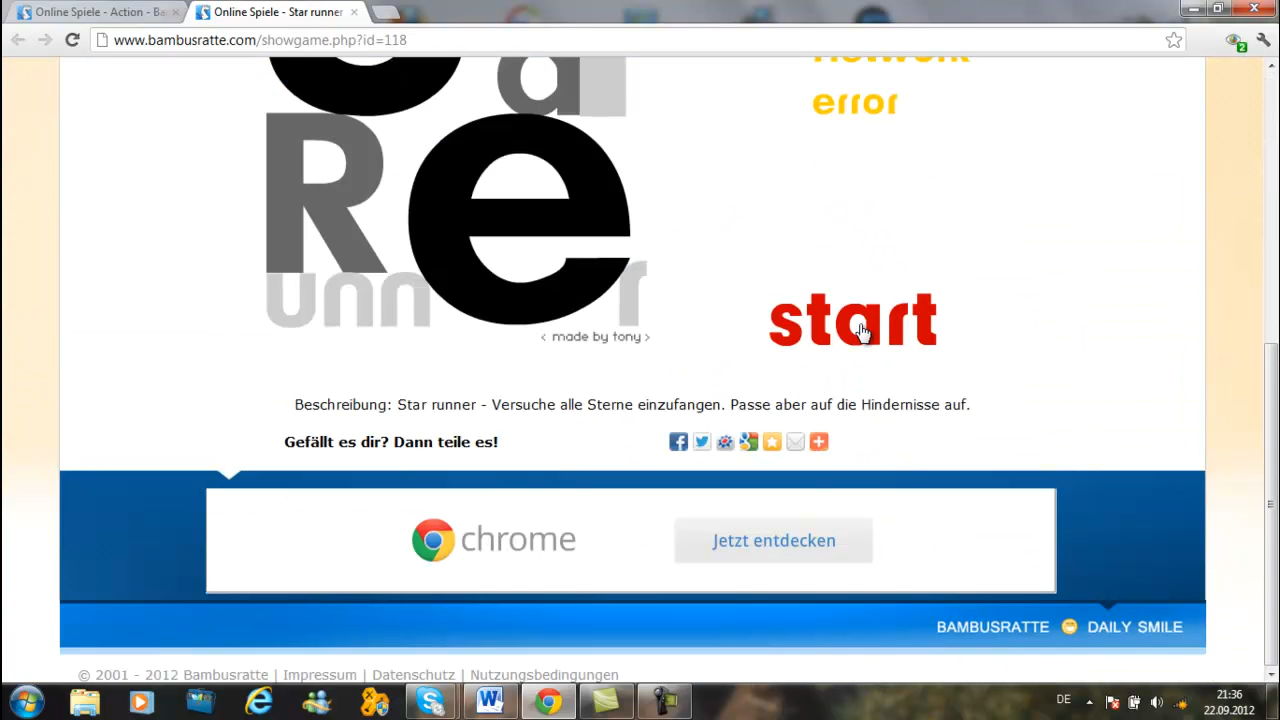 Online Spiele - Action - Ba
Online Spiele - Star runner
www.bambusratte.com/showgame.php?id=118
2
network
error
a
R
e
unner
< made by tony >
start
Beschreibung: Star runner - Versuche alle Sterne einzufangen. Passe aber auf die Hindernisse auf.
Gefällt es dir? Dann teile es!
chrome
Jetzt entdecken
BAMBUSRATTE
DAILY SMILE
© 2001 - 2012 Bambusratte | Impressum | Datenschutz | Nutzungsbedingungen
DE
21:36
22.09.2012